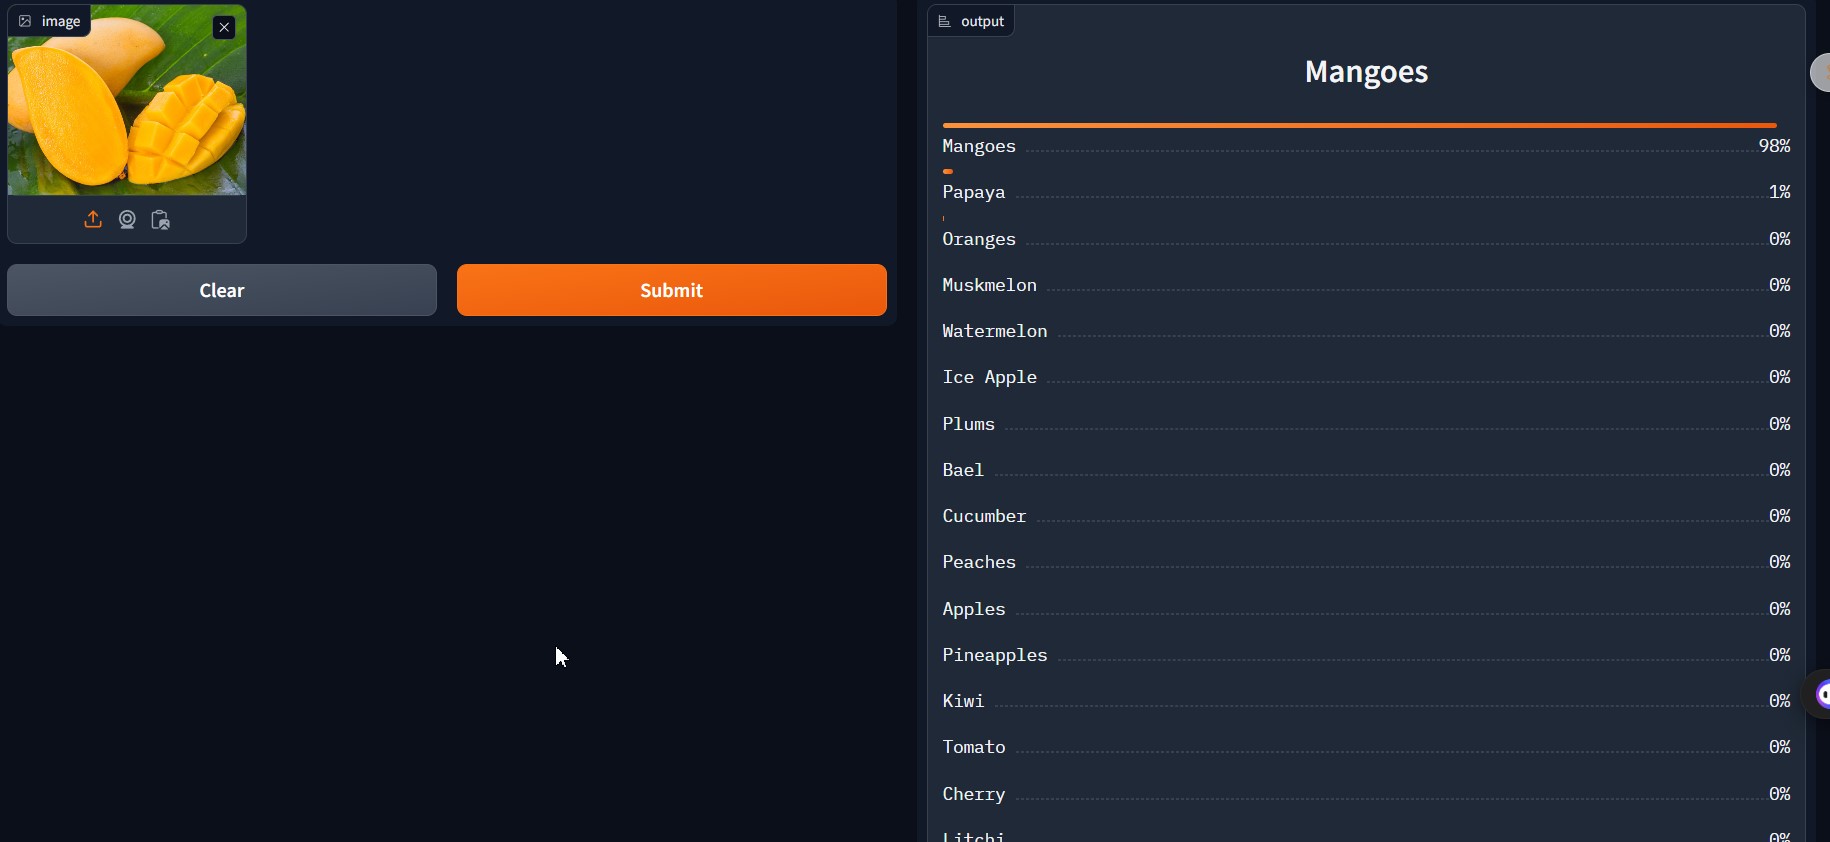 image
Clear
Submit
output
Mangoes
Mangoes 98%
Papaya 1%
Oranges 0%
Muskmelon 0%
Watermelon 0%
Ice Apple 0%
Plums 0%
Bael 0%
Cucumber 0%
Peaches 0%
Apples 0%
Pineapples 0%
Kiwi 0%
Tomato 0%
Cherry 0%
Litchi 0%